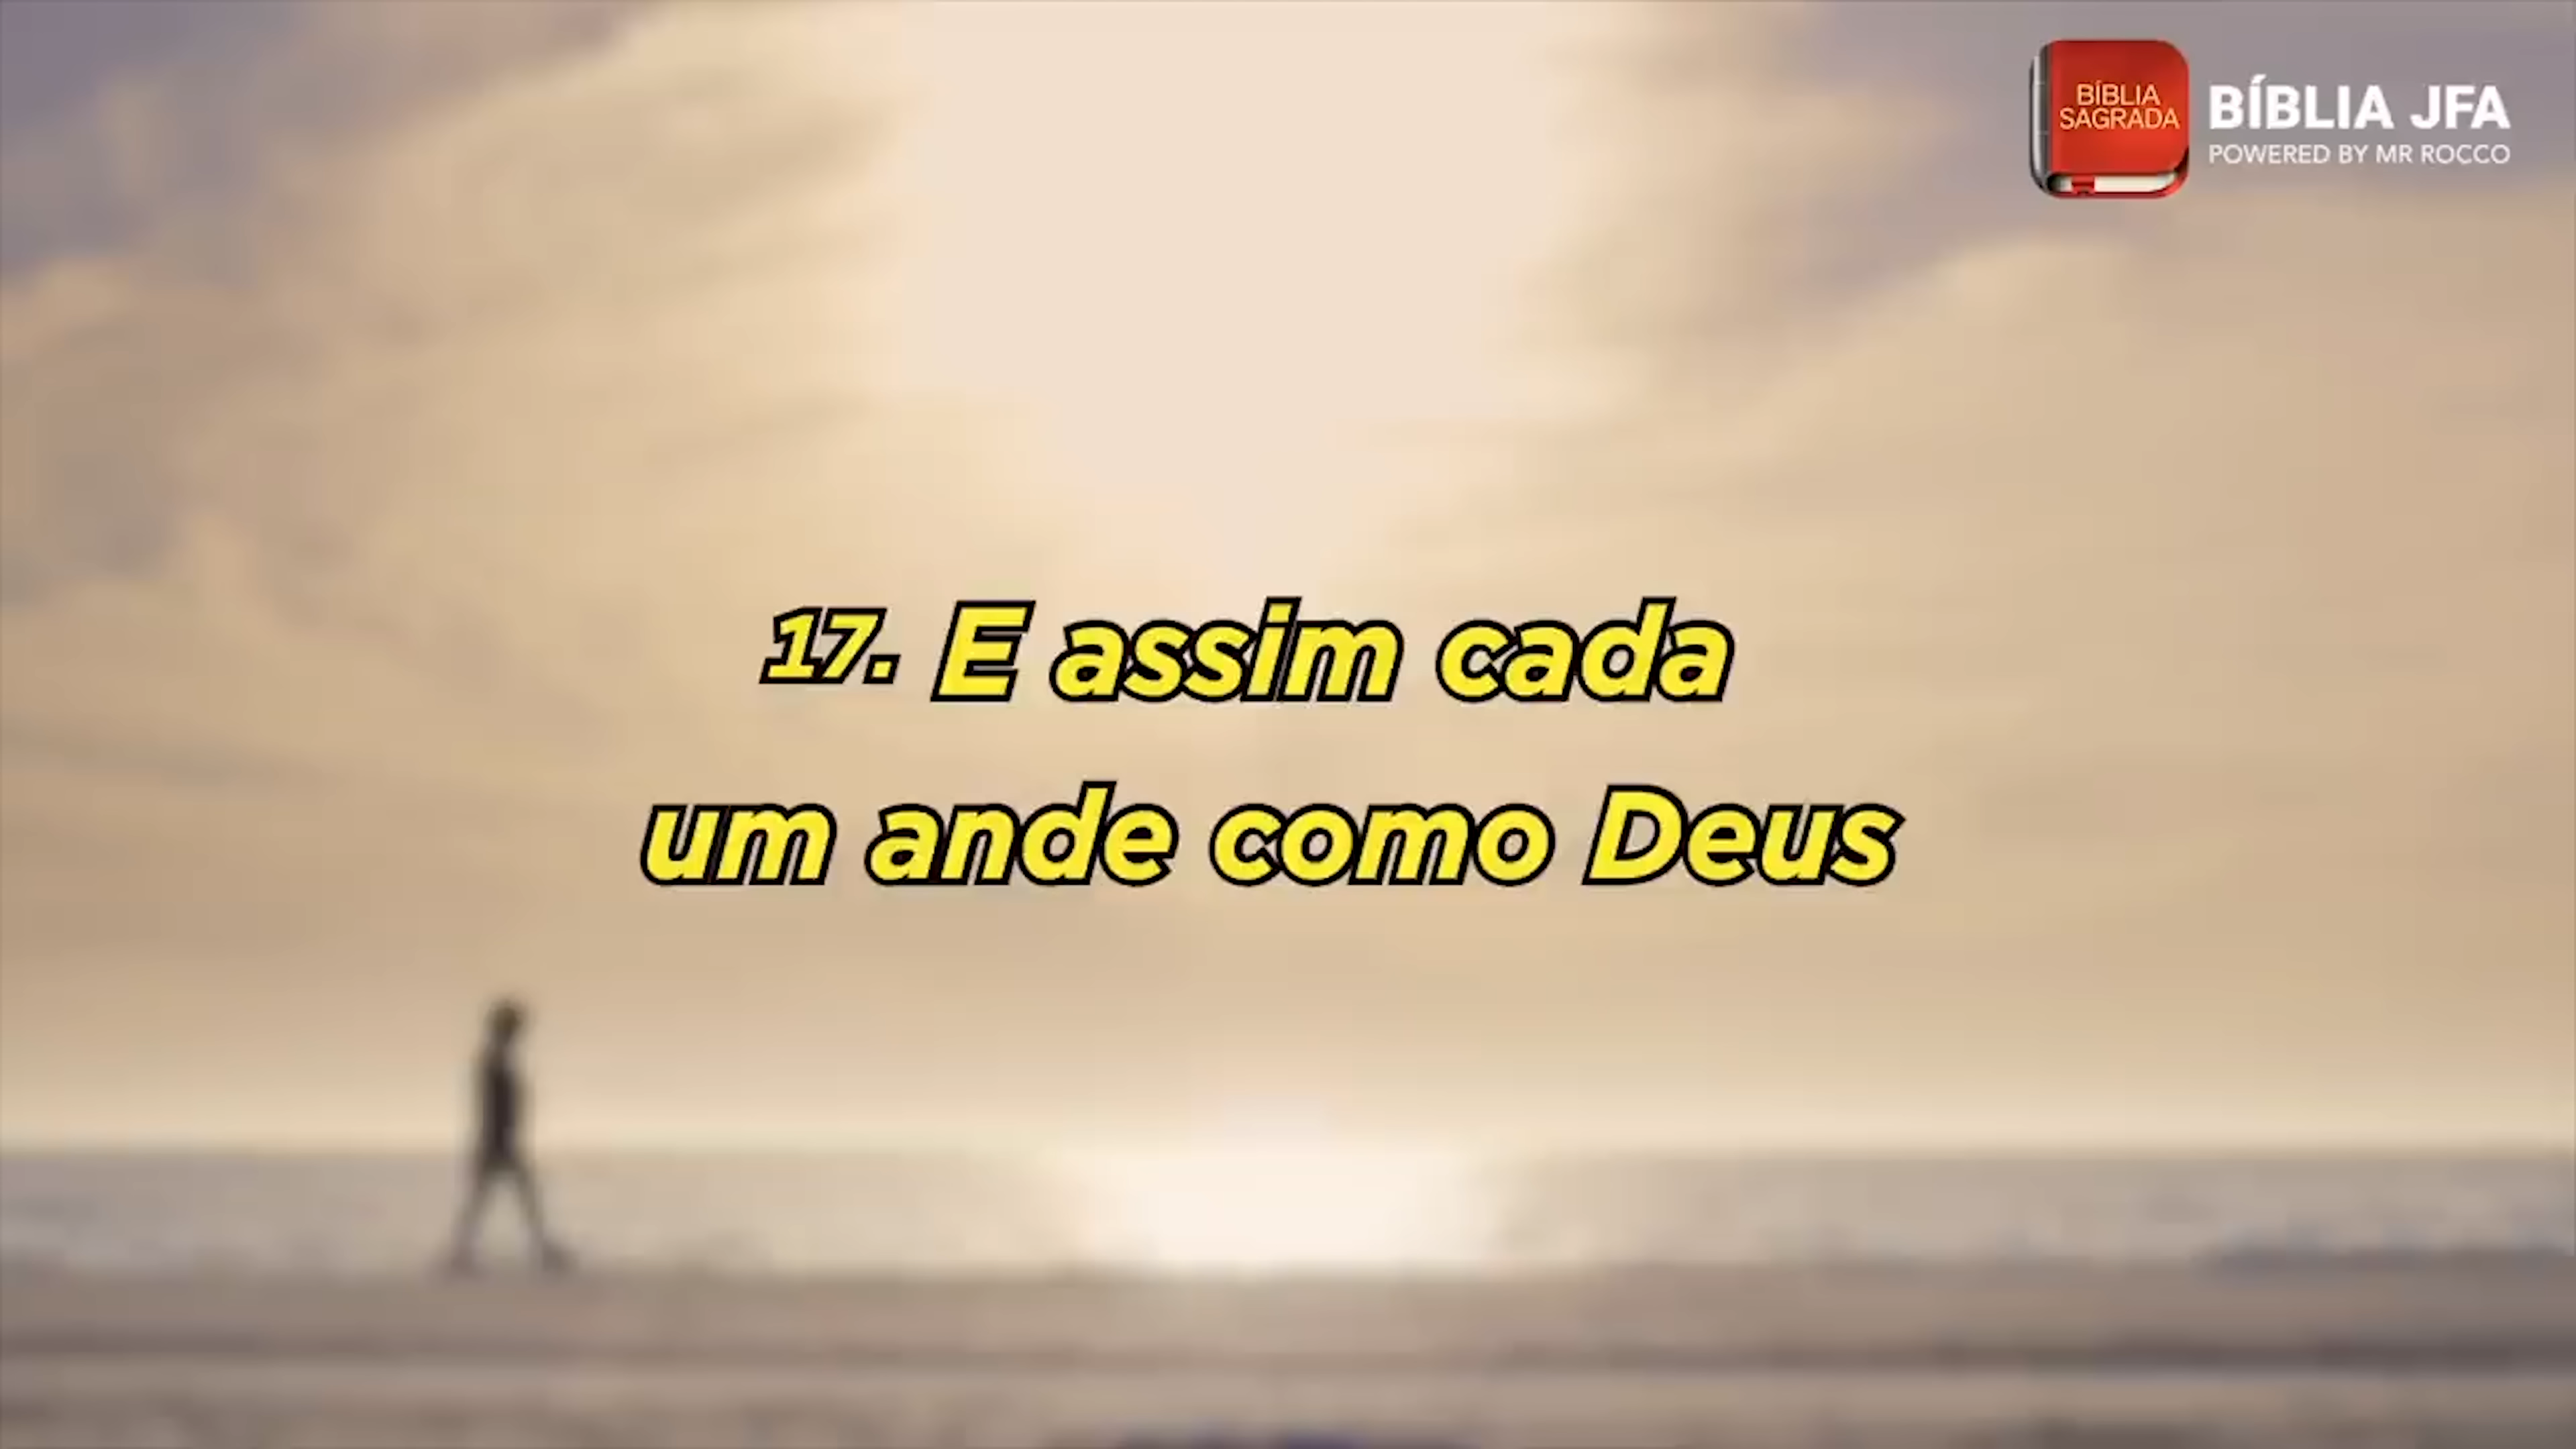 BÍBLIA
SAGRADA
BÍBLIA JFA
POWERED BY MR ROCCO
17. E assim cada
um ande como Deus